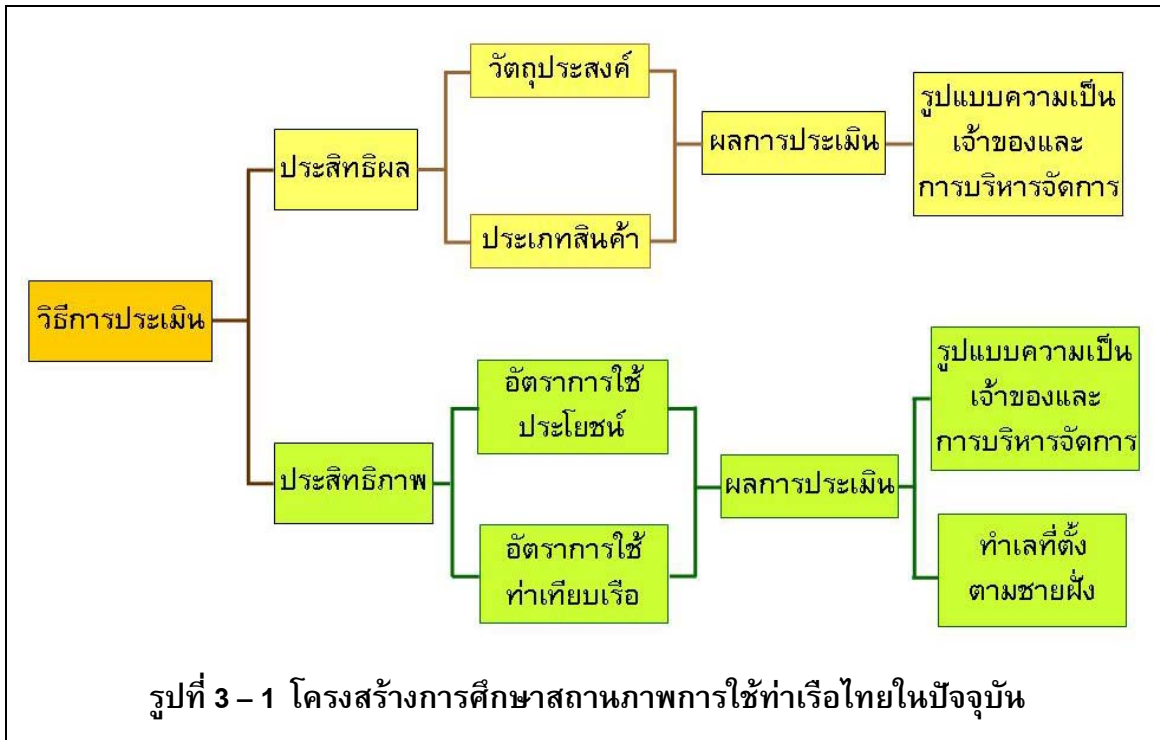 วัตถุประสงค์
รูปแบบความเป็น
เจ้าของและ
การบริหารจัดการ
ผลการประเมิน
ประสิทธิผล
ประเภทสินค้า
วิธีการประเมิน
อัตราการใช้
ประโยชน์
รูปแบบความเป็น
เจ้าของและ
การบริหารจัดการ
ประสิทธิภาพ
ผลการประเมิน
อัตราการใช้
ท่าเทียบเรือ
ทำเลที่ตั้ง
ตามชายฝั่ง
รูปที่ 3 – 1 โครงสร้างการศึกษาสถานภาพการใช้ท่าเรือไทยในปัจจุบัน